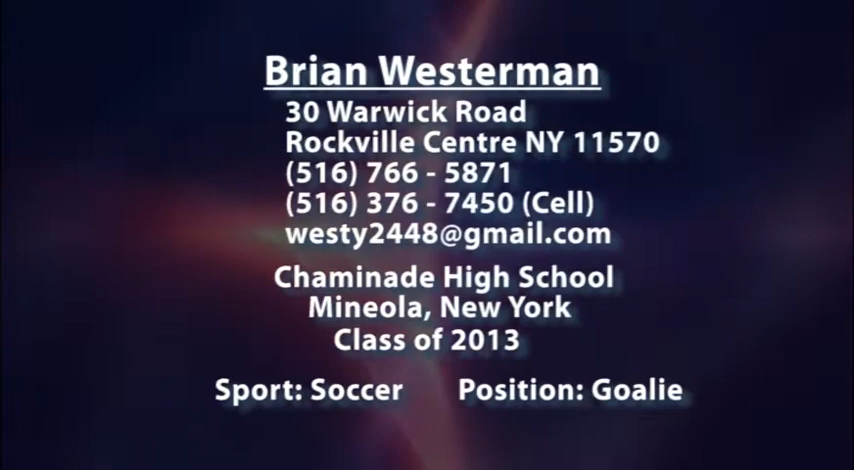 Brian Westerman
30 Warwick Road
Rockville Centre NY 11570
(516) 766 - 5871
(516) 376 - 7450 (Cell)
westy2448@gmail.com
Chaminade High School
Mineola, New York
Class of 2013
Sport: Soccer Position: Goalie